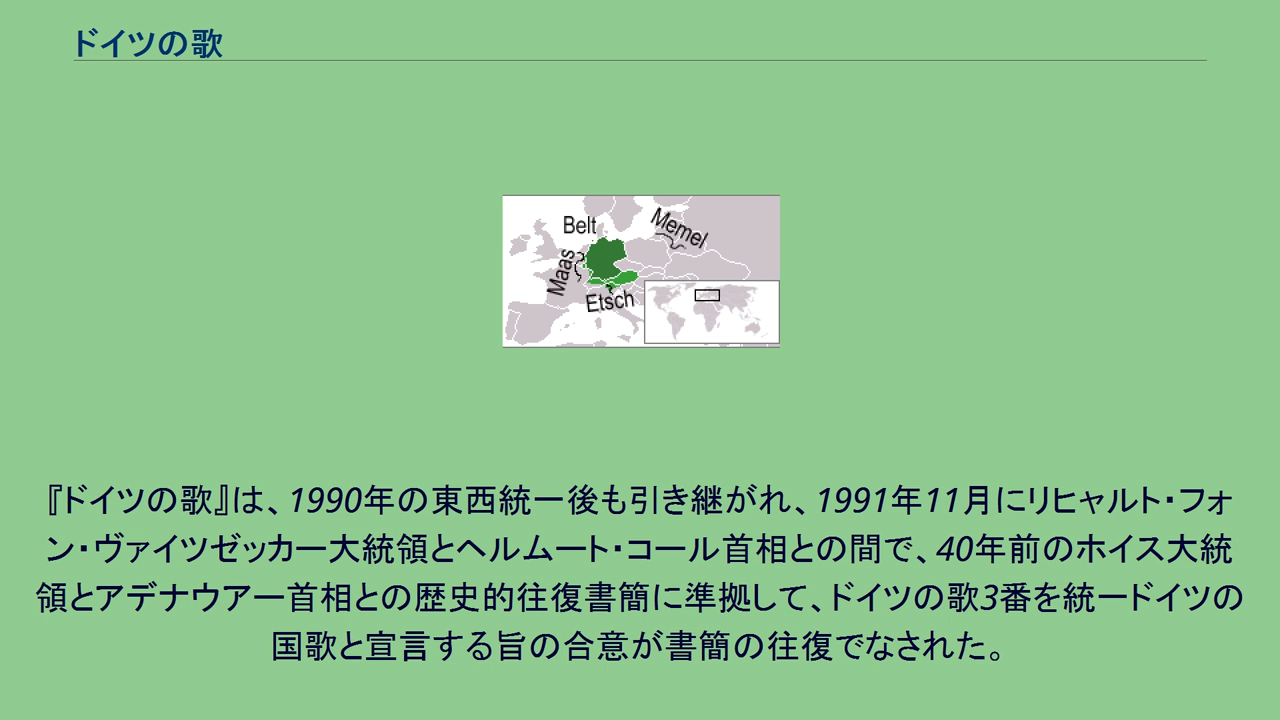 ドイツの歌
Belt
Memel
Maas
Etsch
『ドイツの歌』は、1990年の東西統一後も引き継がれ、1991年11月にリヒャルト・フォ
ン・ヴァイツゼッカー大統領とヘルムート・コール首相との間で、40年前のホイス大統
領とアデナウアー首相との歴史的往復書簡に準拠して、ドイツの歌3番を統一ドイツの
国歌と宣言する旨の合意が書簡の往復でなされた。